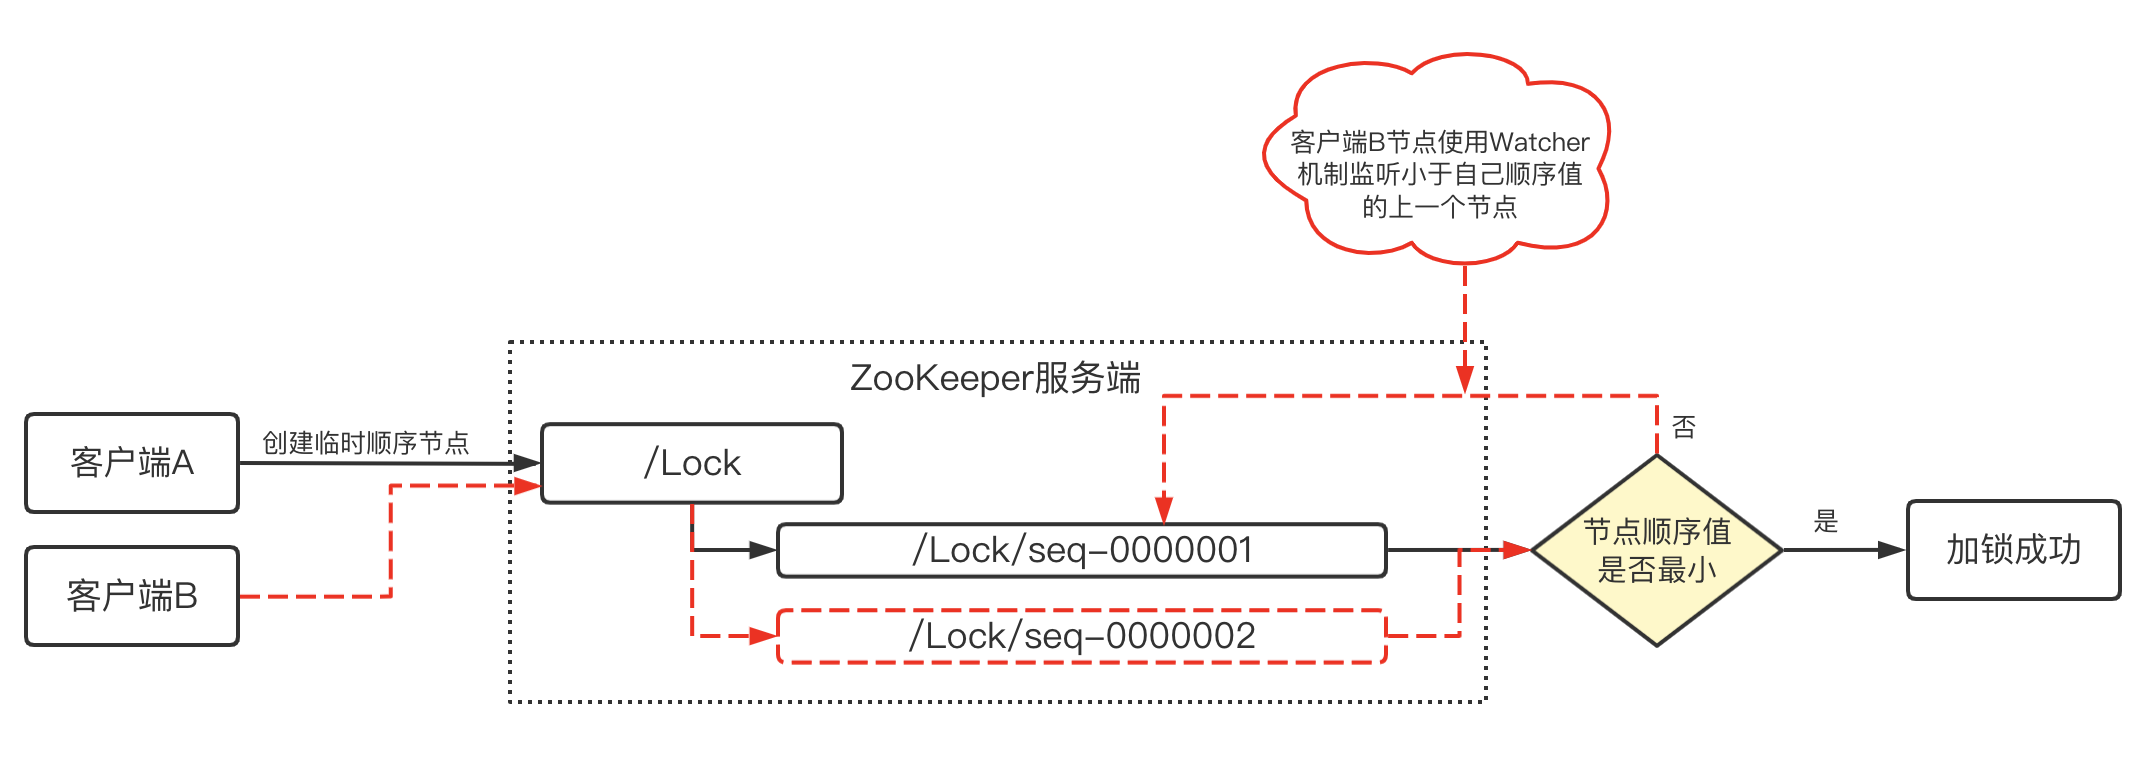 客户端B节点使用Watcher
机制监听小于自己顺序值
的上一个节点
ZooKeeper服务端
客户端A
创建临时顺序节点
/Lock
否
客户端B
/Lock/seq-0000001
/Lock/seq-0000002
节点顺序值
是否最小
是
加锁成功